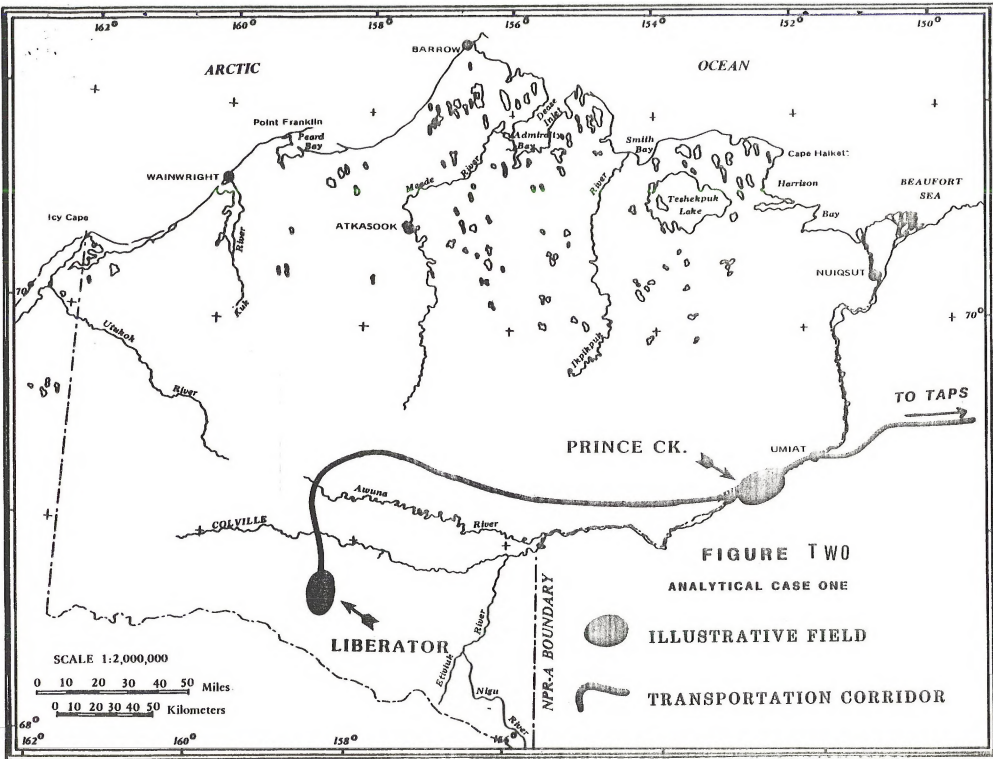 162°
160°
158°
156°
154°
152°
150°
BARROW
ARCTIC
OCEAN
Point Franklin
Peard
Bay
Dease
Inlet
Admiralty
Bay
Smith
Bay
Cape Halkett
WAINWRIGHT
Meade
River
River
Teshekpuk
Lake
Harrison
Bay
BEAUFORT
SEA
Icy Cape
River
ATKASOOK
NUIQSUT
70°
Kuk
70°
Utukok
River
Ikpikpuk
TO TAPS
PRINCE CK.
UMIAT
Awuna
River
COLVILLE
FIGURE TWO
ANALYTICAL CASE ONE
ILLUSTRATIVE FIELD
TRANSPORTATION CORRIDOR
LIBERATOR
River
Etivluk
Nigu
River
NPR-A BOUNDARY
SCALE 1:2,000,000
0 10 20 30 40 50 Miles
0 10 20 30 40 50 Kilometers
68°
162°
160°
158°